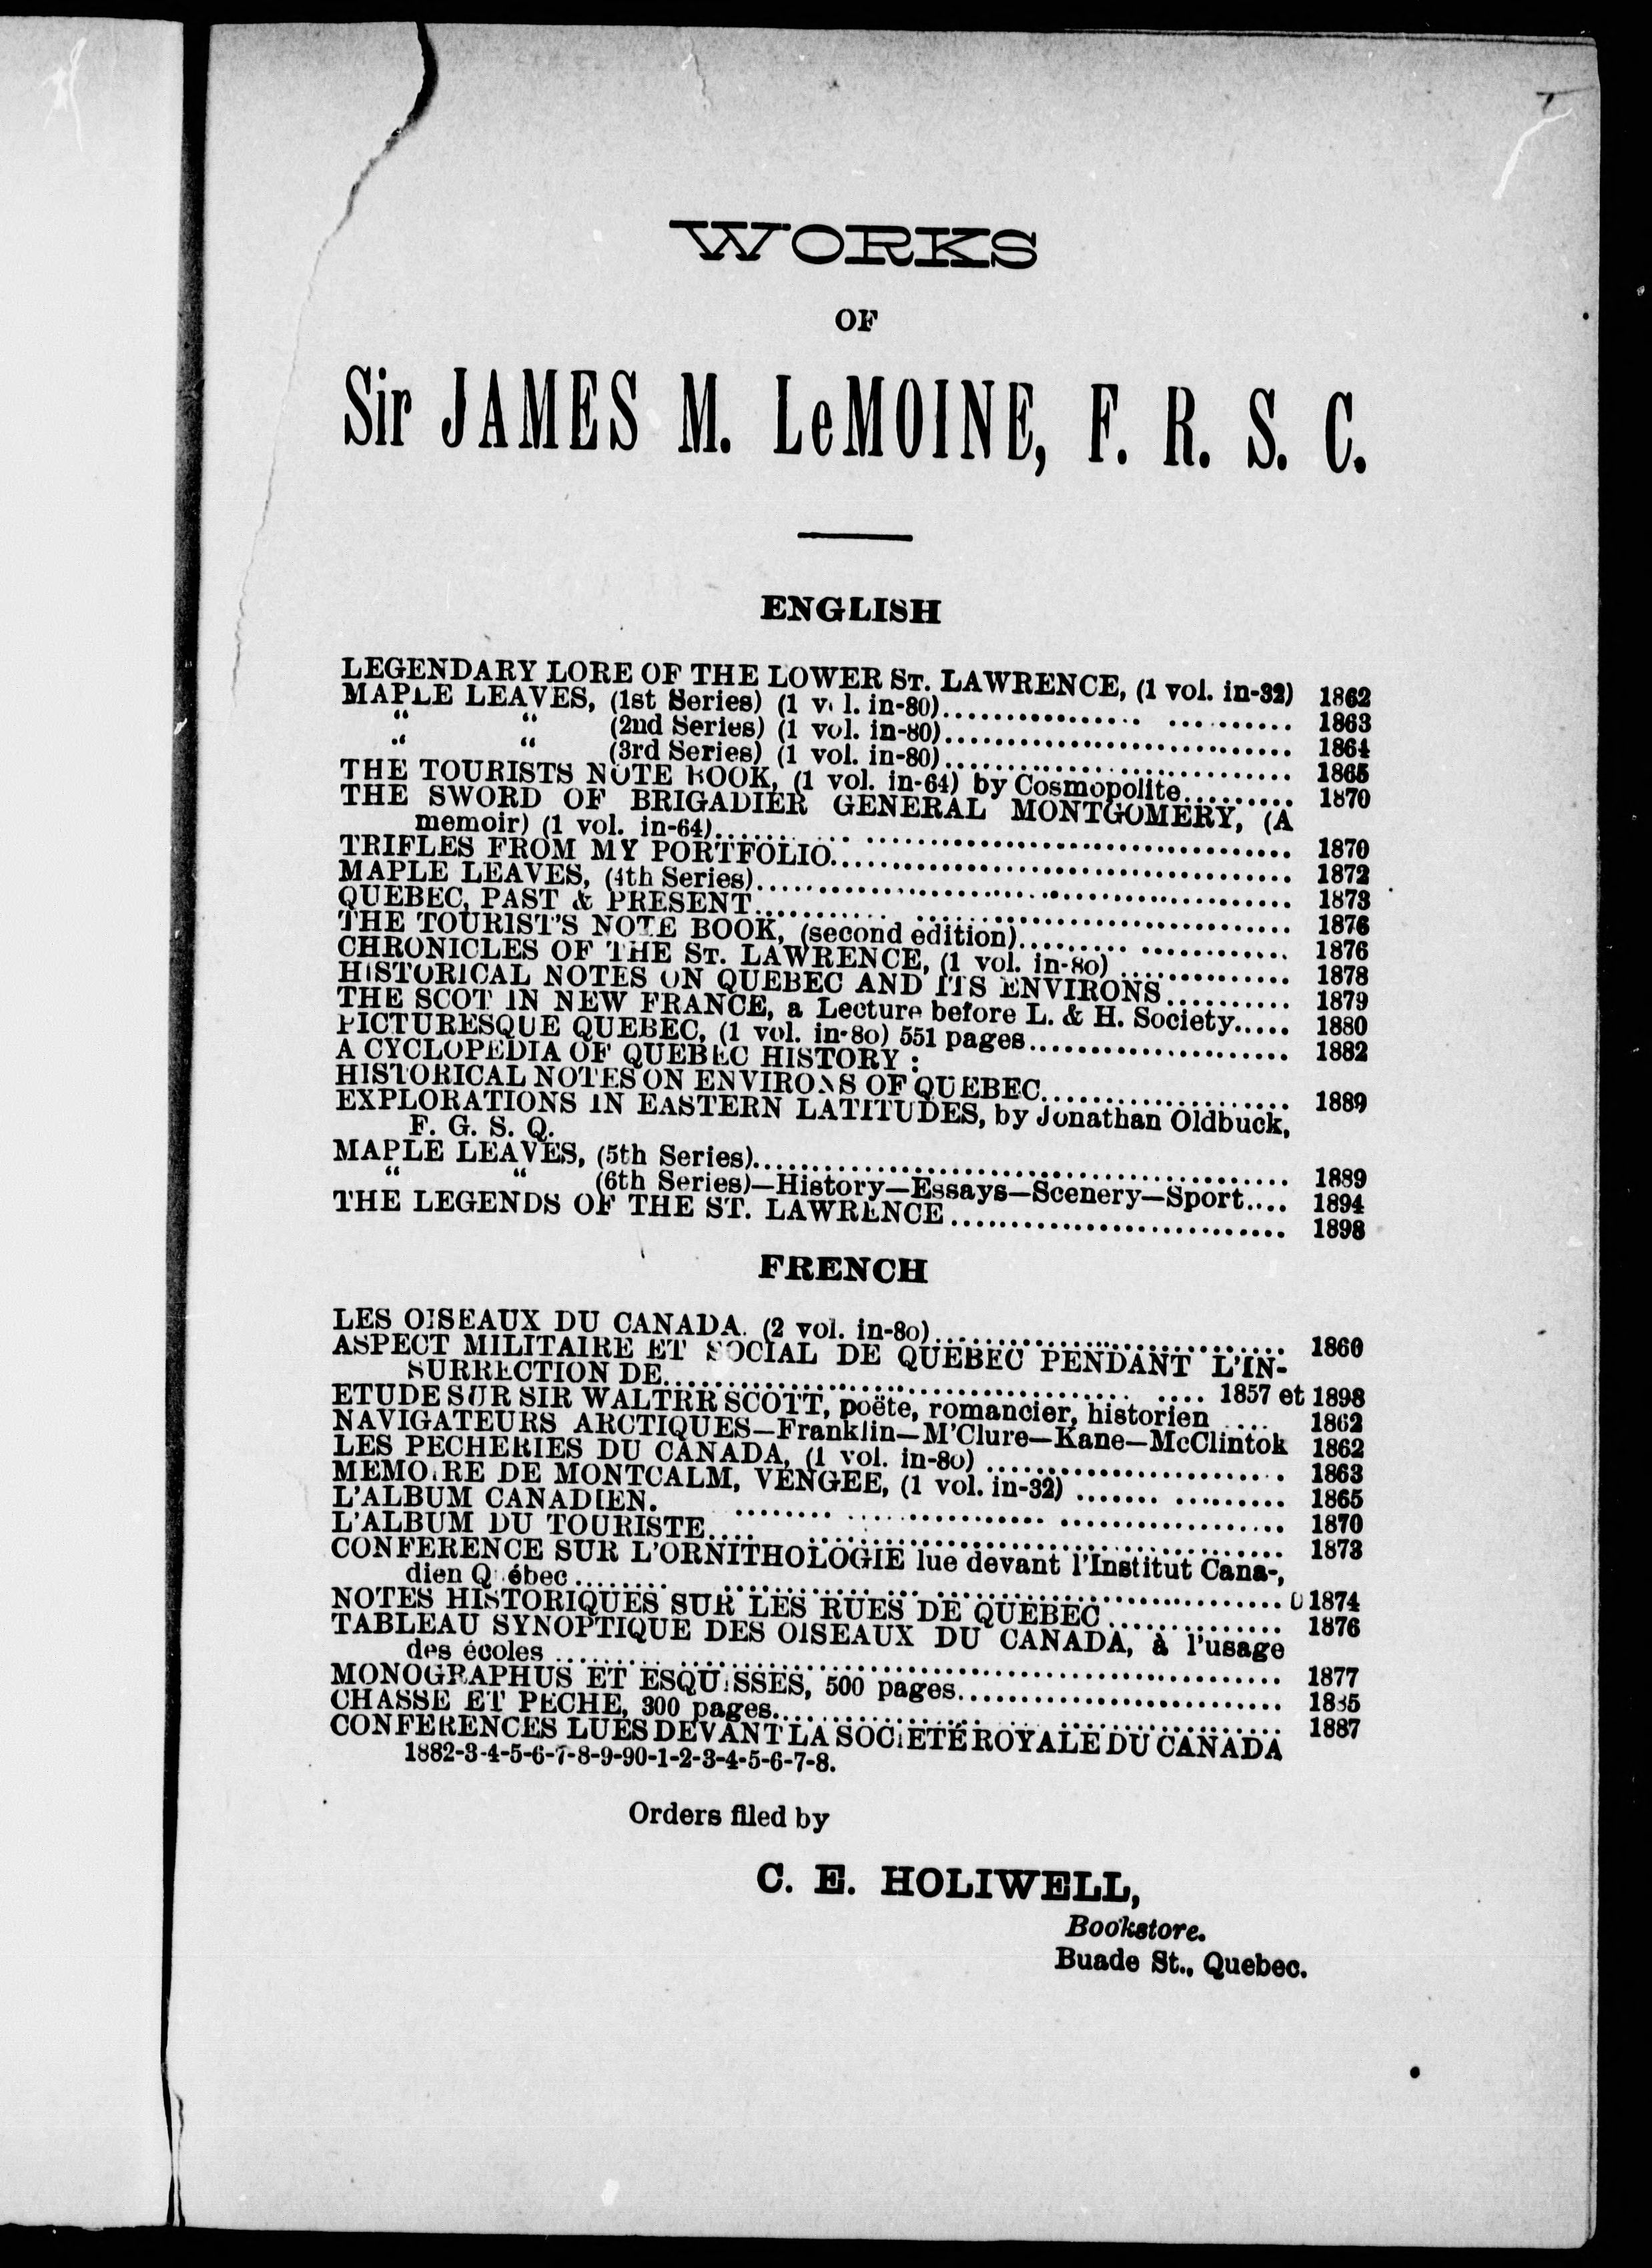 WORKS
OF
Sir JAMES M. LeMOINE, F. R. S. C.
ENGLISH
LEGENDARY LORE OF THE LOWER ST. LAWRENCE, (1 vol. in-32) 1862
MAPLE LEAVES, (1st Series) (1 v l. in-80)........................ 1863
“ “ (2nd Series) (1 vol. in-80)........................ 1864
“ “ (3rd Series) (1 vol. in-80)........................ 1865
THE TOURISTS NOTE BOOK, (1 vol. in-64) by Cosmopolite......... 1870
THE SWORD OF BRIGADIER GENERAL MONTGOMERY, (A
memoir) (1 vol. in-64)........................ 1870
TRIFLES FROM MY PORTFOLIO........................ 1872
MAPLE LEAVES, (4th Series)........................ 1873
QUEBEC, PAST & PRESENT........................ 1876
THE TOURIST'S NOTE BOOK, (second edition)........................ 1876
CHRONICLES OF THE ST. LAWRENCE, (1 vol. in-80) ............... 1878
HISTORICAL NOTES ON QUEBEC AND ITS ENVIRONS........... 1879
THE SCOT IN NEW FRANCE, a Lecture before L. & H. Society..... 1880
PICTURESQUE QUEBEC, (1 vol. in-80) 551 pages...................... 1882
A CYCLOPEDIA OF QUEBEC HISTORY :
HISTORICAL NOTES ON ENVIRONS OF QUEBEC..................... 1889
EXPLORATIONS IN EASTERN LATITUDES, by Jonathan Oldbuck,
F. G. S. Q.
MAPLE LEAVES, (5th Series)........................ 1889
“ “ (6th Series)—History—Essays—Scenery—Sport.... 1894
THE LEGENDS OF THE ST. LAWRENCE............................. 1898
FRENCH
LES OISEAUX DU CANADA. (2 vol. in-80)........................ 1860
ASPECT MILITAIRE ET SOCIAL DE QUEBEC PENDANT L'IN-
SURRECTION DE........................ 1857 et 1898
ETUDE SUR SIR WALTRR SCOTT, poëte, romancier, historien .... 1862
NAVIGATEURS ARCTIQUES—Franklin—M'Clure—Kane—McClintok 1862
LES PECHERIES DU CANADA, (1 vol. in-80) ........................ 1863
MEMOIRE DE MONTCALM, VENGEE, (1 vol. in-32) ....... ......... 1865
L'ALBUM CANADIEN. ........................ 1870
L'ALBUM DU TOURISTE........................ 1873
CONFERENCE SUR L'ORNITHOLOGIE lue devant l'Institut Cana-,
dien Québec ........................ 1874
NOTES HISTORIQUES SUR LES RUES DE QUEBEC ............... 1876
TABLEAU SYNOPTIQUE DES OISEAUX DU CANADA, à l'usage
des écoles ........................ 1877
MONOGRAPHUS ET ESQUISSES, 500 pages............................ 1885
CHASSE ET PECHE, 300 pages........................ 1887
CONFERENCES LUES DEVANT LA SOCIETÉ ROYALE DU CANADA
1882-3-4-5-6-7-8-9-90-1-2-3-4-5-6-7-8.
Orders filed by
C. E. HOLIWELL,
Bookstore.
Buade St., Quebec.